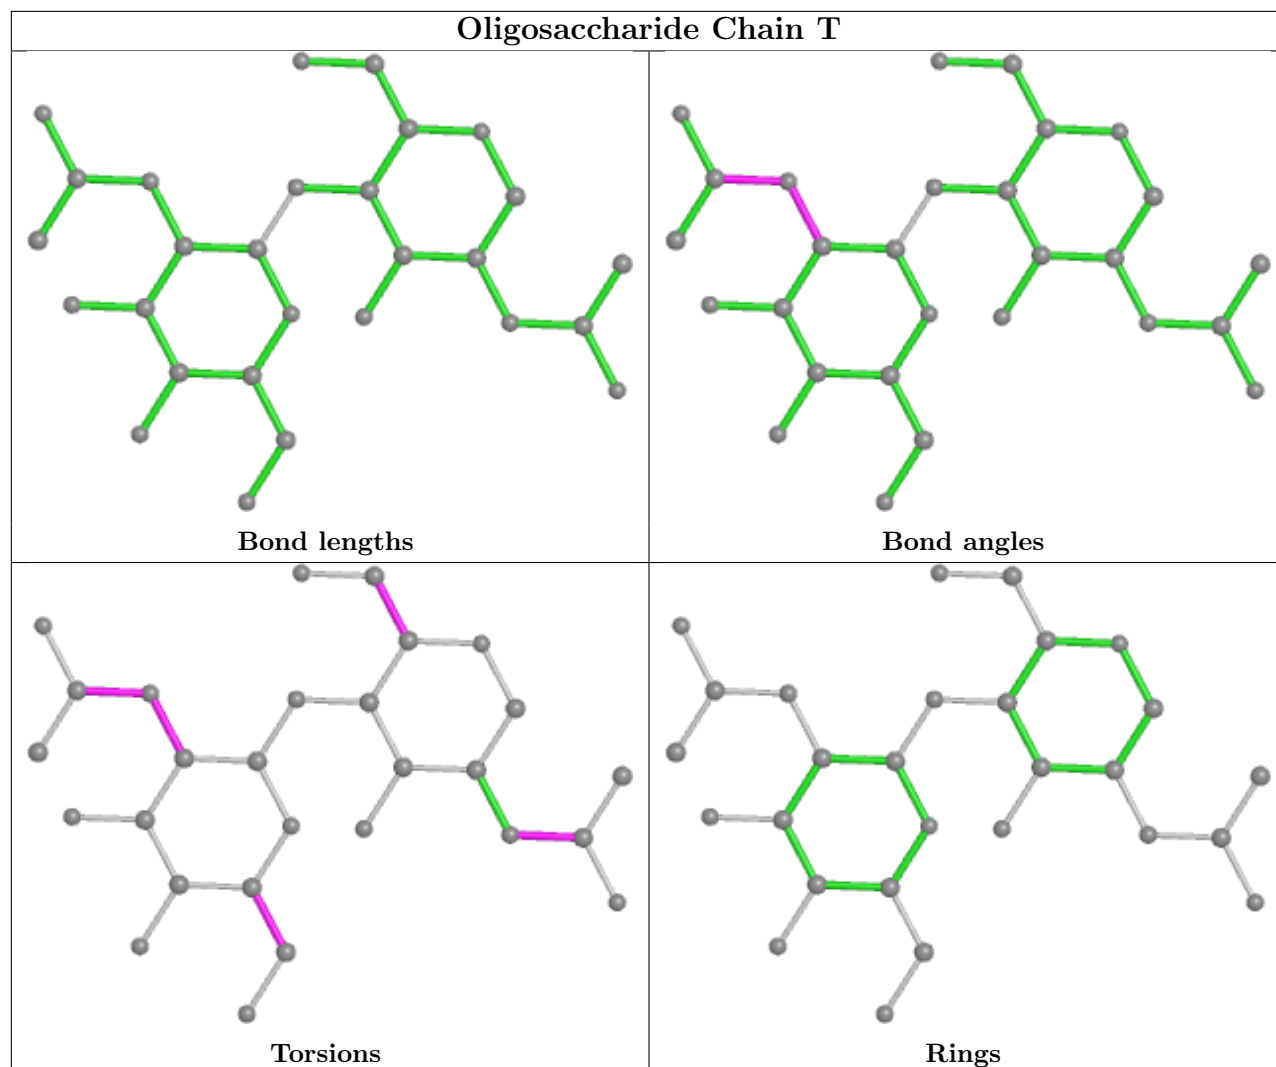 Oligosaccharide Chain T
Bond lengths
Bond angles
Torsions
Rings